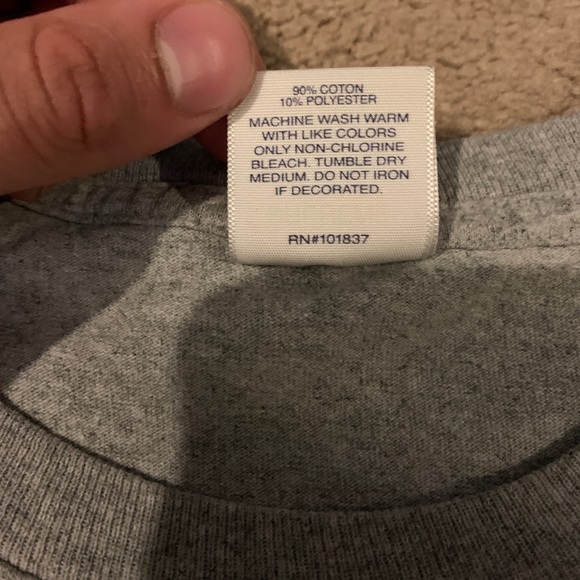 90% COTON
10% POLYESTER
MACHINE WASH WARM
WITH LIKE COLORS
ONLY NON-CHLORINE
BLEACH. TUMBLE DRY
MEDIUM. DO NOT IRON
IF DECORATED.
RN#101837